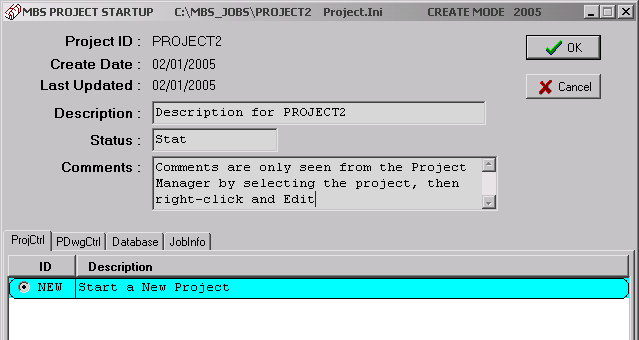 MBS PROJECT STARTUP C:\MBS_JOBS\PROJECT2 Project.Ini CREATE MODE 2005
Project ID : PROJECT2
OK
Create Date : 02/01/2005
Last Updated : 02/01/2005
Cancel
Description : Description for PROJECT2
Status : Stat
Comments : Comments are only seen from the Project
Manager by selecting the project, then
right-click and Edit
ProjCtrl PDwgCtrl Database JobInfo
ID Description
NEW Start a New Project